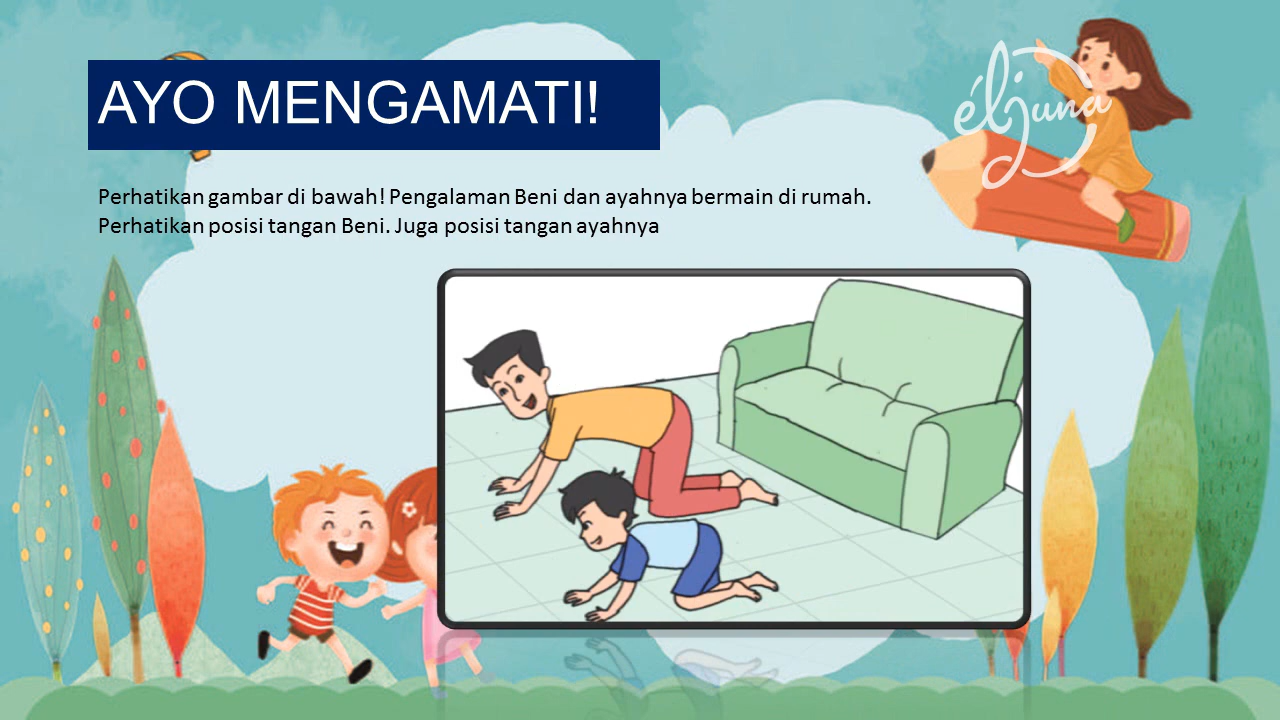 AYO MENGAMATI!
éljuna
Perhatikan gambar di bawah! Pengalaman Beni dan ayahnya bermain di rumah.
Perhatikan posisi tangan Beni. Juga posisi tangan ayahnya